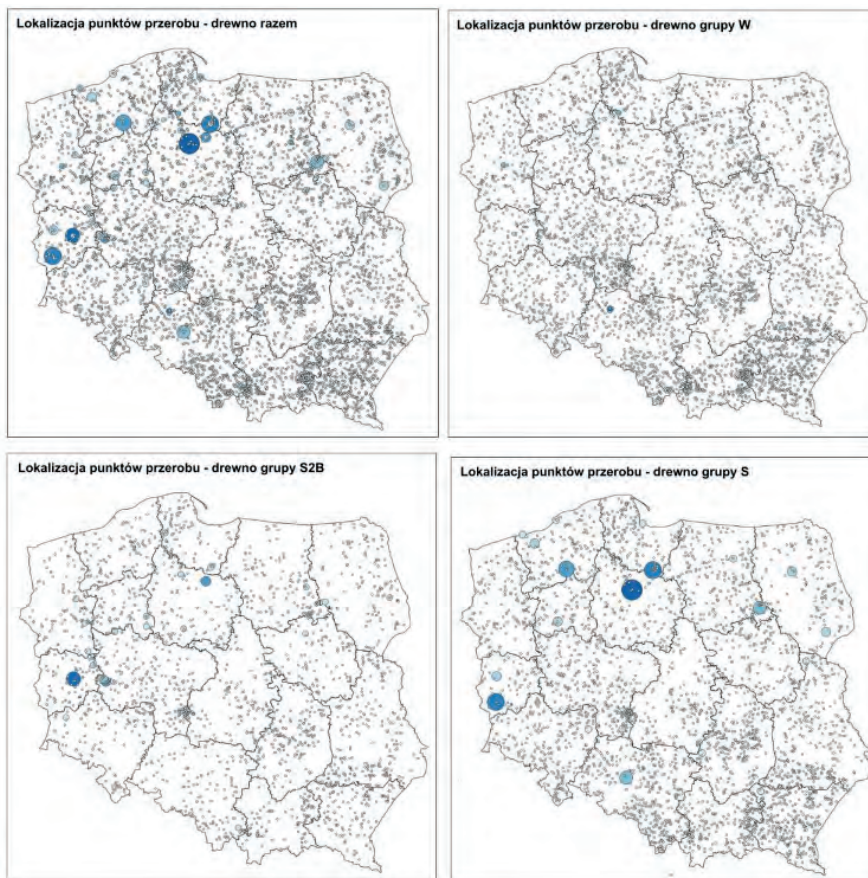 Lokalizacja punktów przerobu - drewno razem
Lokalizacja punktów przerobu - drewno grupy W
Lokalizacja punktów przerobu - drewno grupy S2B
Lokalizacja punktów przerobu - drewno grupy S